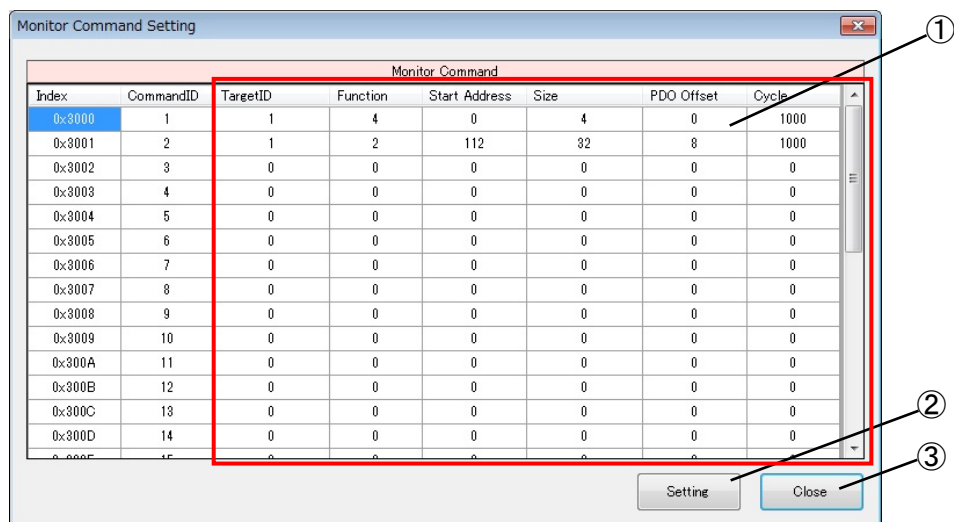 Monitor Command Setting
①
Monitor Command
Index CommandID TargetID Function Start Address Size PDO Offset Cycle
0x3000 1 1 4 0 4 0 1000
0x3001 2 1 2 112 32 8 1000
0x3002 3 0 0 0 0 0 0
0x3003 4 0 0 0 0 0 0
0x3004 5 0 0 0 0 0 0
0x3005 6 0 0 0 0 0 0
0x3006 7 0 0 0 0 0 0
0x3007 8 0 0 0 0 0 0
0x3008 9 0 0 0 0 0 0
0x3009 10 0 0 0 0 0 0
0x300A 11 0 0 0 0 0 0
0x300B 12 0 0 0 0 0 0
0x300C 13 0 0 0 0 0 0
0x300D 14 0 0 0 0 0 0
②
③
Setting
Close